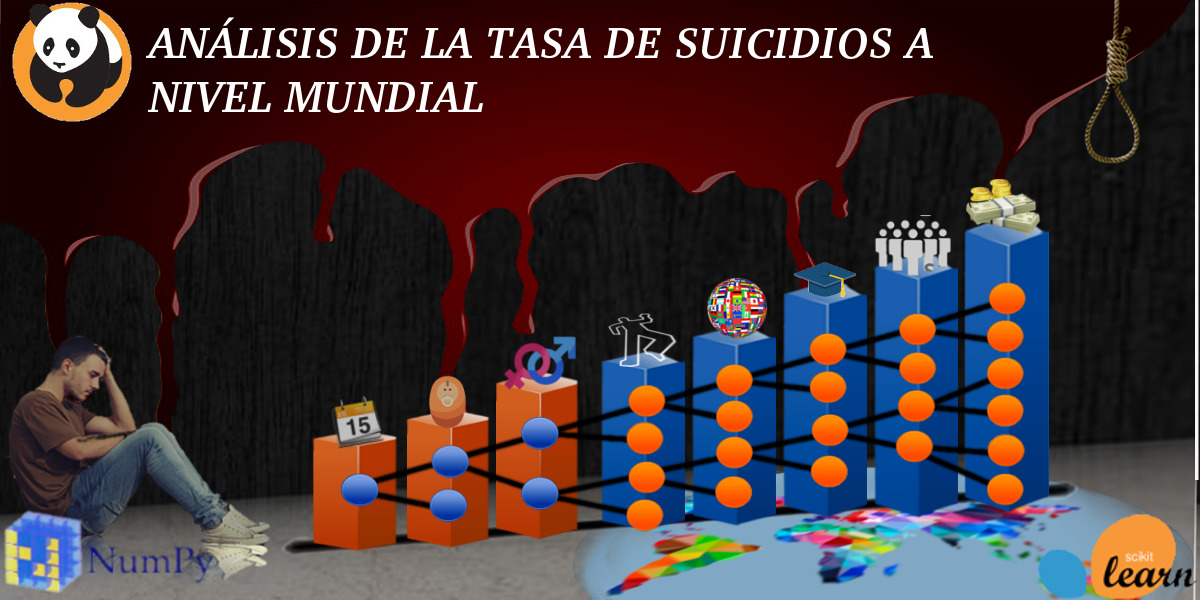 ANÁLISIS DE LA TASA DE SUICIDIOS A
NIVEL MUNDIAL
15
NumPy
scikit
learn